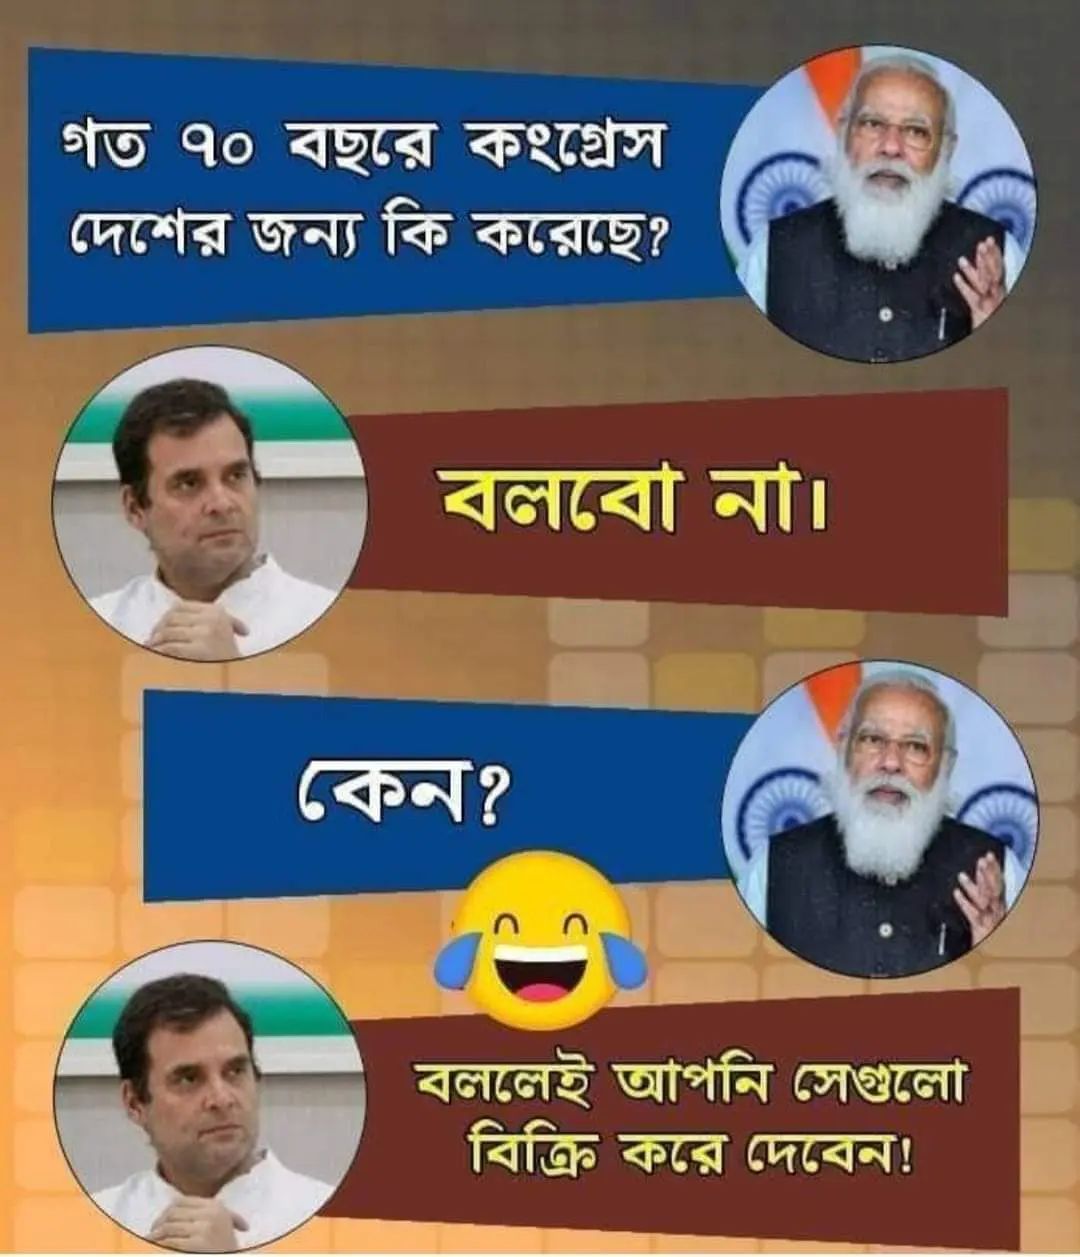 গত ৭০ বছরে কংগ্রেস
দেশের জন্য কি করেছে?
বলবো না।
কেন?
বললেই আপনি সেগুলো
বিক্রি করে দেবেন!